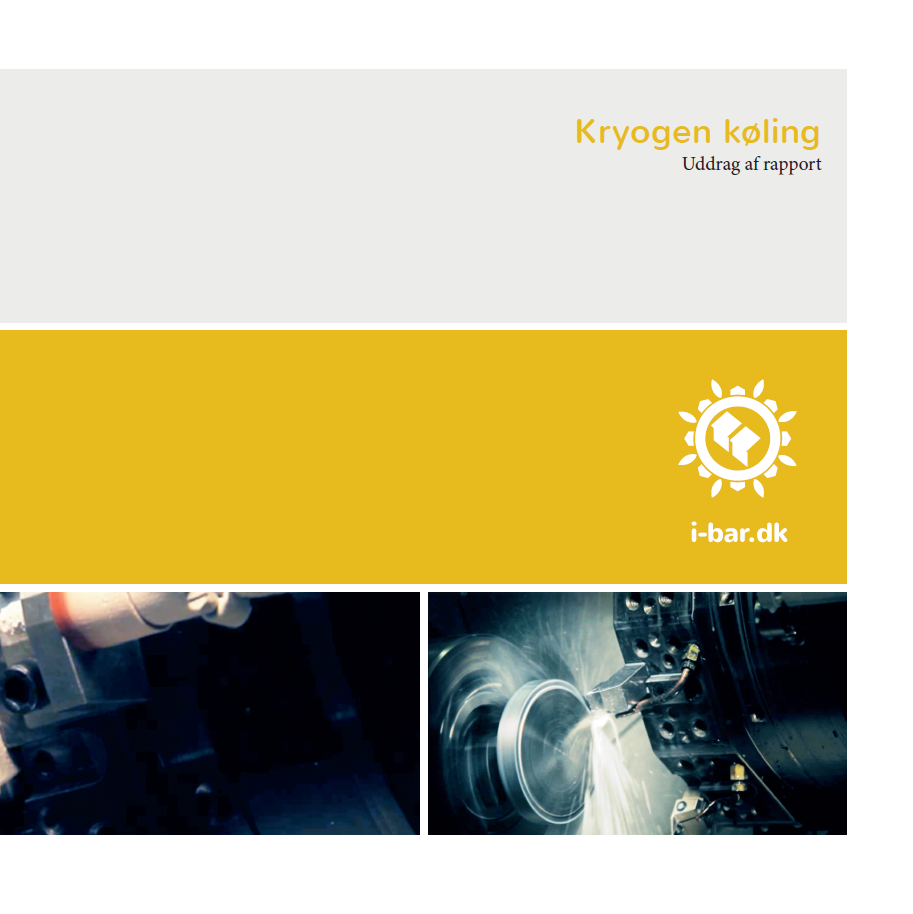 Kryogen køling
Uddrag af rapport
i-bar.dk